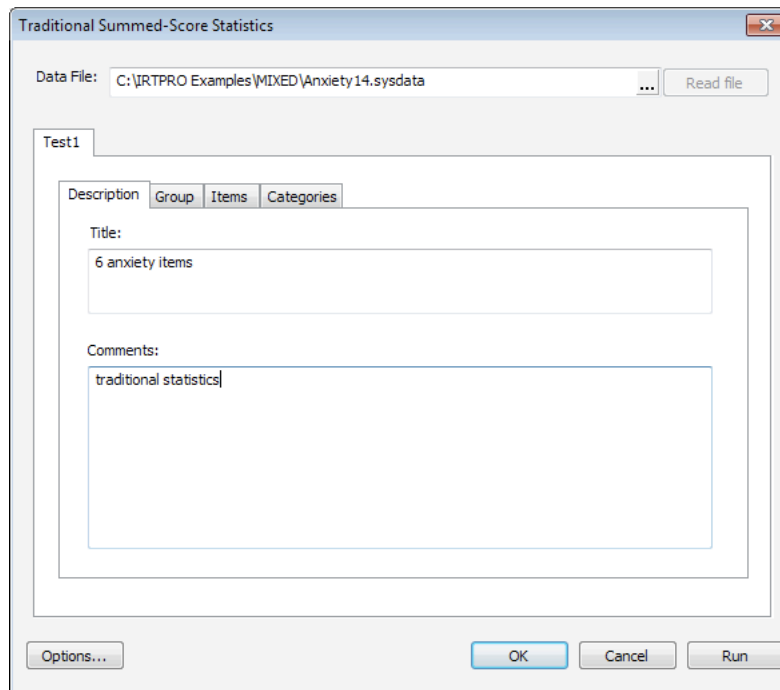 Traditional Summed-Score Statistics
Data File: C:\IRTPRO Examples\MIXED\Anxiety14.sysdata ... Read file
Test1
Description Group Items Categories
Title:
6 anxiety items
Comments:
traditional statistics
Options... OK Cancel Run